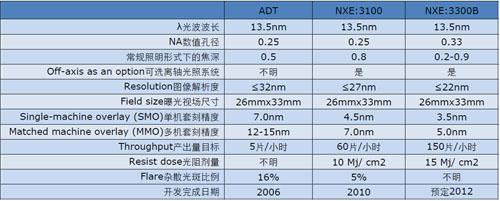 ADT NXE:3100 NXE:3300B
λ光波波长 13.5nm 13.5nm 13.5nm
NA数值孔径 0.25 0.25 0.33
常规照明形式下的焦深 0.5 0.8 0.2-0.9
Off-axis as an option可选离轴光照系统 不明 是 是
Resolution图像解析度 ≤32nm ≤27nm ≤22nm
Field size曝光视场尺寸 26mmx33mm 26mmx33mm 26mmx33mm
Single-machine overlay (SMO)单机套刻精度 7.0nm 4.5nm 3.5nm
Matched machine overlay (MMO)多机套刻精度 12-15nm 7.0nm 5.0nm
Throughput产出量目标 5片/小时 60片/小时 150片/小时
Resist dose光阻剂量 不明 10 Mj/ cm2 15 Mj/ cm2
Flare杂散光斑比例 16% 5% 不明
开发完成日期 2006 2010 预定2012